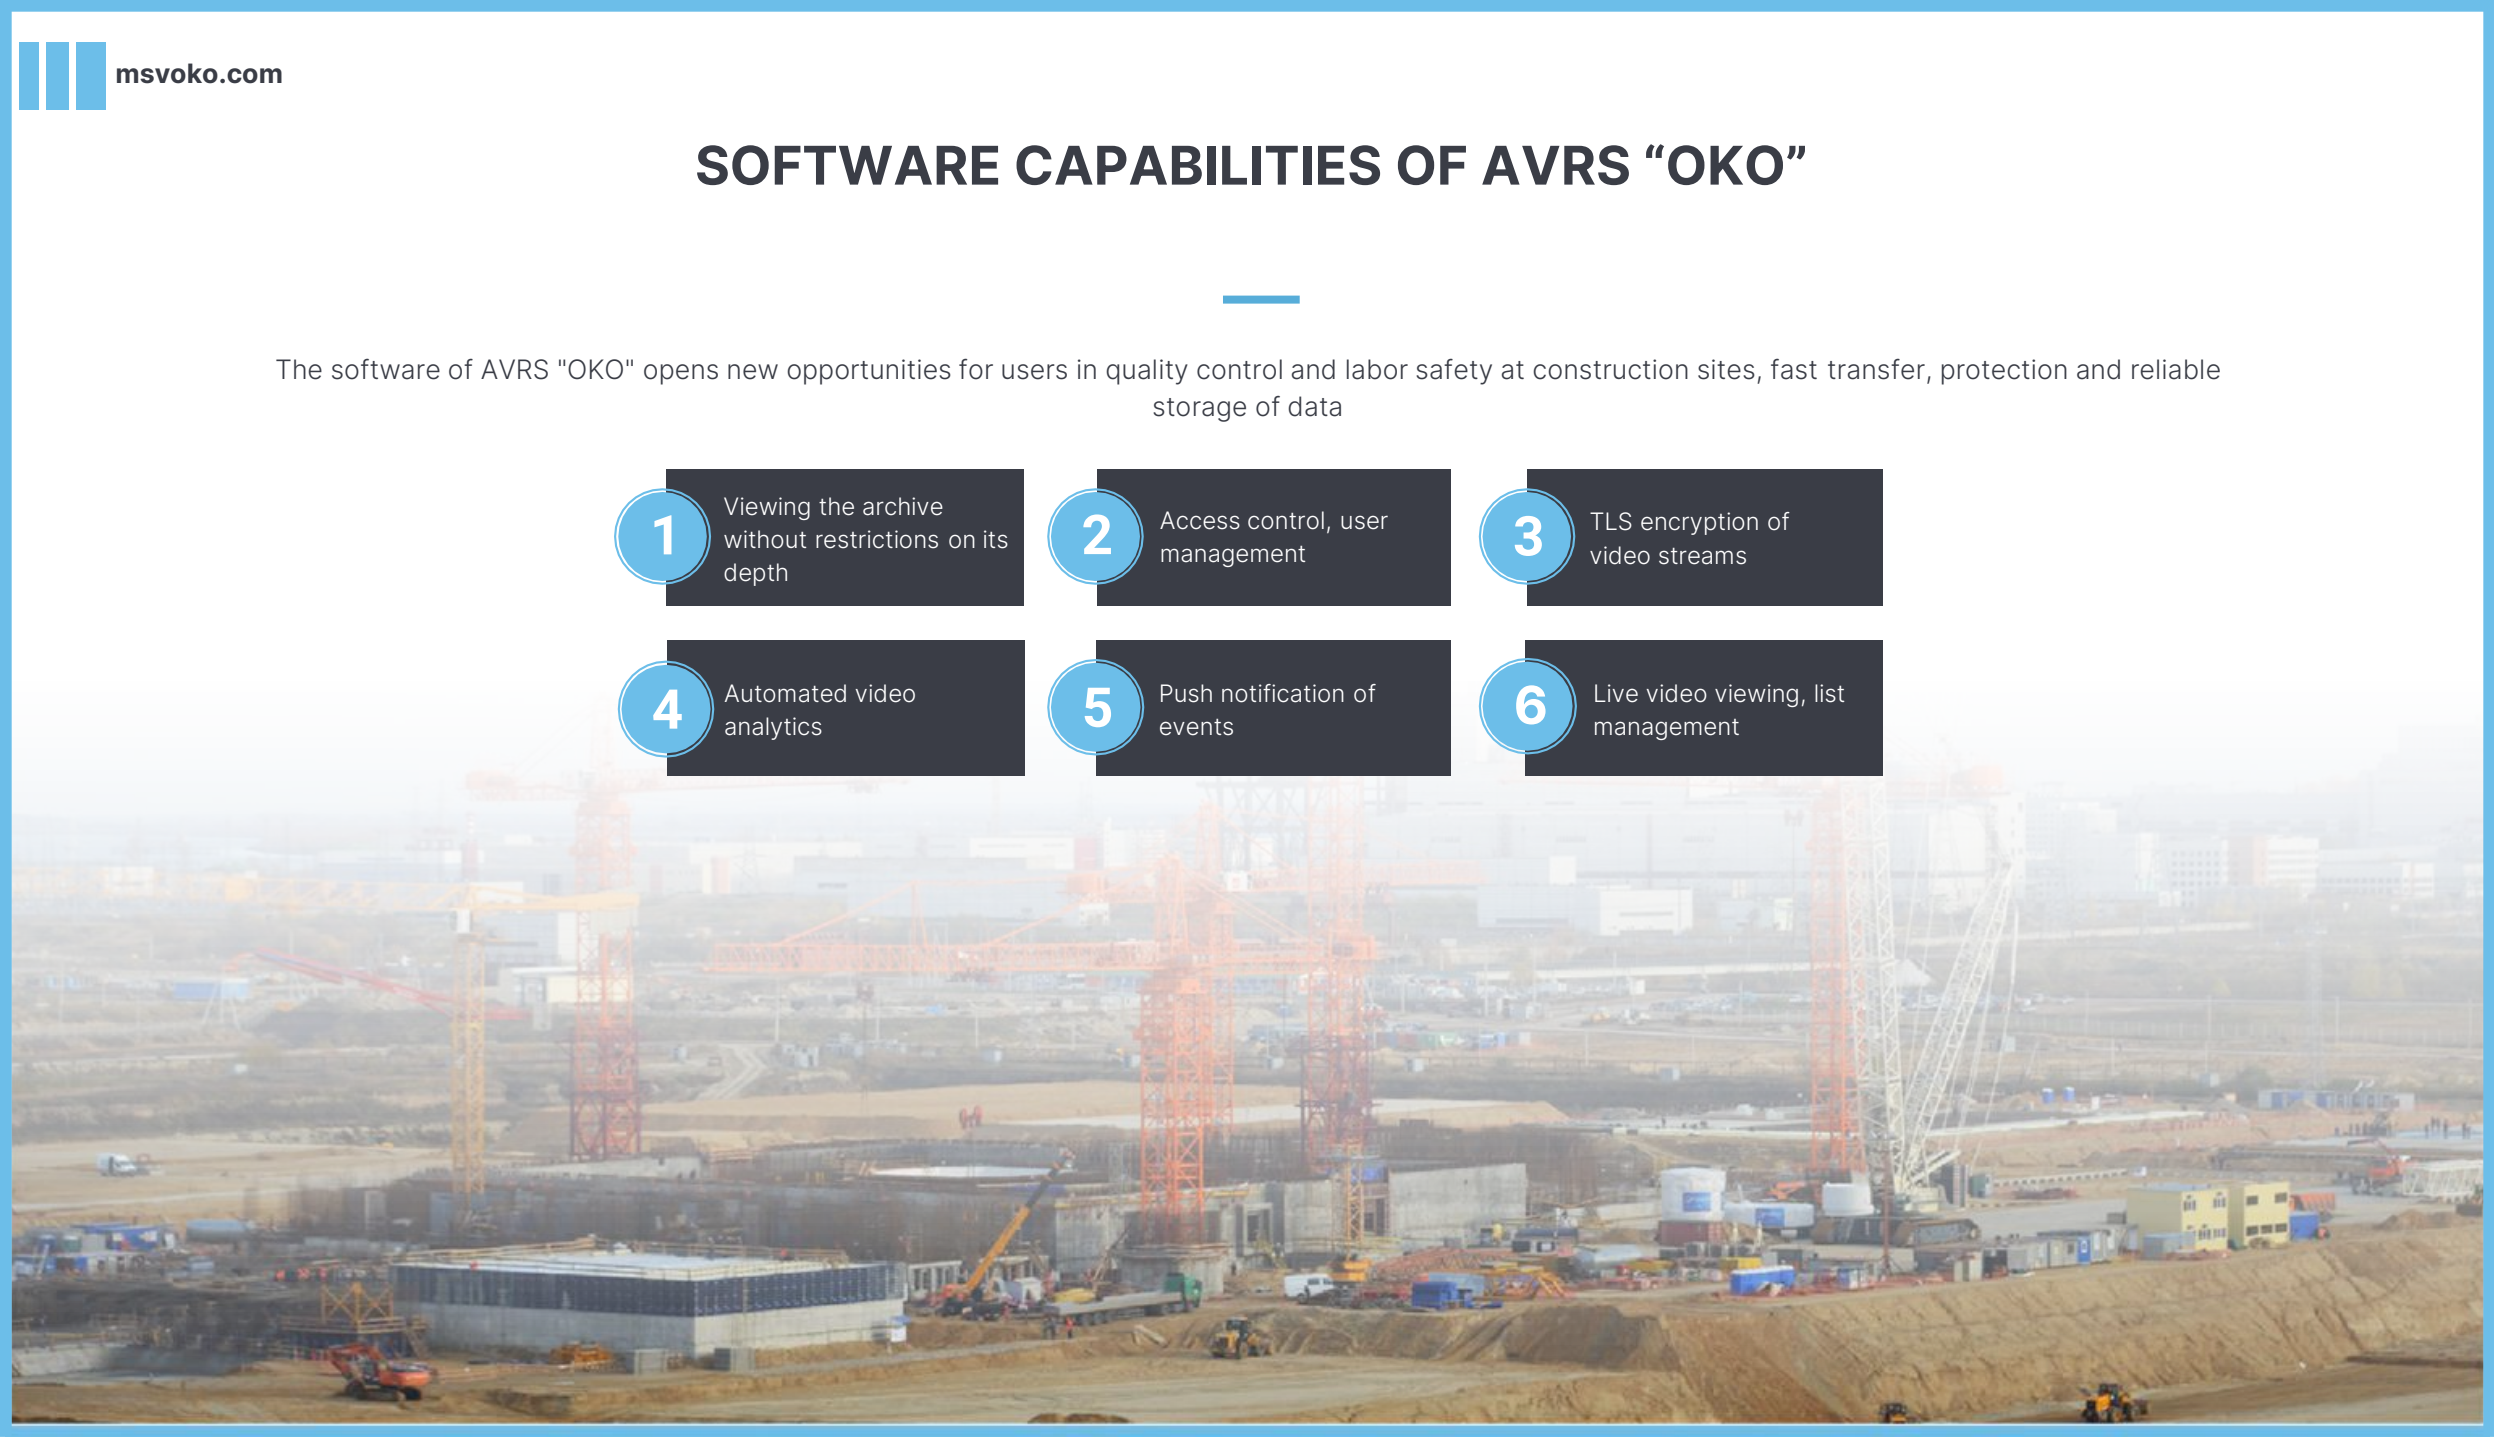 msvoko.com
SOFTWARE CAPABILITIES OF AVRS “OKO”
The software of AVRS "OKO" opens new opportunities for users in quality control and labor safety at construction sites, fast transfer, protection and reliable
storage of data
1
Viewing the archive
without restrictions on its
depth
2
Access control, user
management
3
TLS encryption of
video streams
4
Automated video
analytics
5
Push notification of
events
6
Live video viewing, list
management